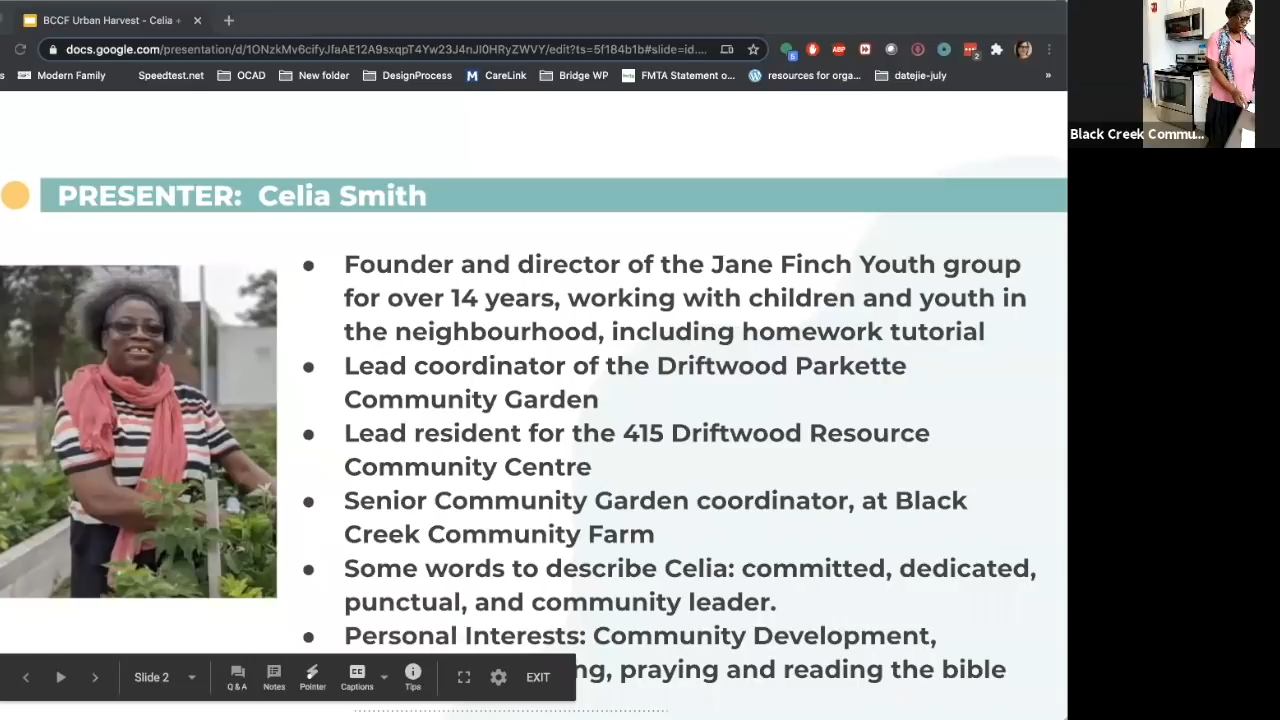 BCCF Urban Harvest - Celia +
docs.google.com/presentation/d/1ONzkMv6cifyJfaAE12A9sxqpT4Yw23J4nJI0HRyZWVY/edit?ts=5f184b1b#slide=id....
Modern Family Speedtest.net OCAD New folder DesignProcess CareLink Bridge WP FMTA Statement o... resources for orga... datejie-july »
Black Creek Commu...
PRESENTER: Celia Smith
● Founder and director of the Jane Finch Youth group
for over 14 years, working with children and youth in
the neighbourhood, including homework tutorial
● Lead coordinator of the Driftwood Parkette
Community Garden
● Lead resident for the 415 Driftwood Resource
Community Centre
● Senior Community Garden coordinator, at Black
Creek Community Farm
● Some words to describe Celia: committed, dedicated,
punctual, and community leader.
● Personal Interests: Community Development,
ng, praying and reading the bible
Slide 2 Q & A Notes Pointer Captions Tips EXIT